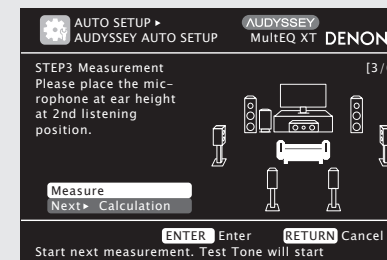 AUTO SETUP ▸
AUDYSSEY AUTO SETUP
AUDYSSEY
MultEQ XT
DENON
STEP3 Measurement
Please place the mic-
rophone at ear height
at 2nd listening
position.
[3/
Measure
Next▸ Calculation
ENTER Enter
RETURN Cancel
Start next measurement. Test Tone will start